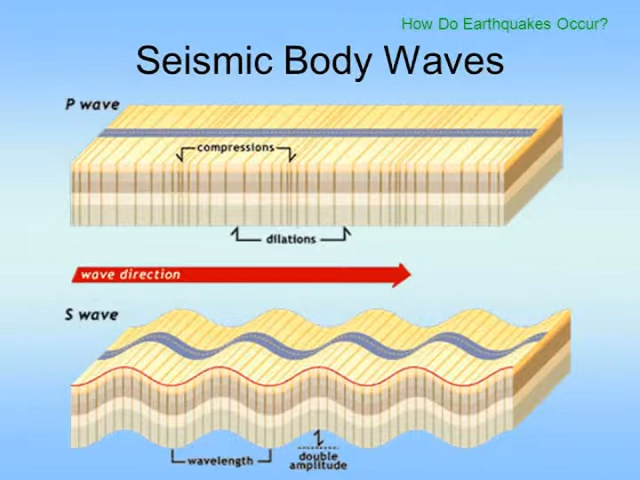 How Do Earthquakes Occur?
Seismic Body Waves
P wave
compressions
dilations
wave direction
S wave
wavelength
double
amplitude